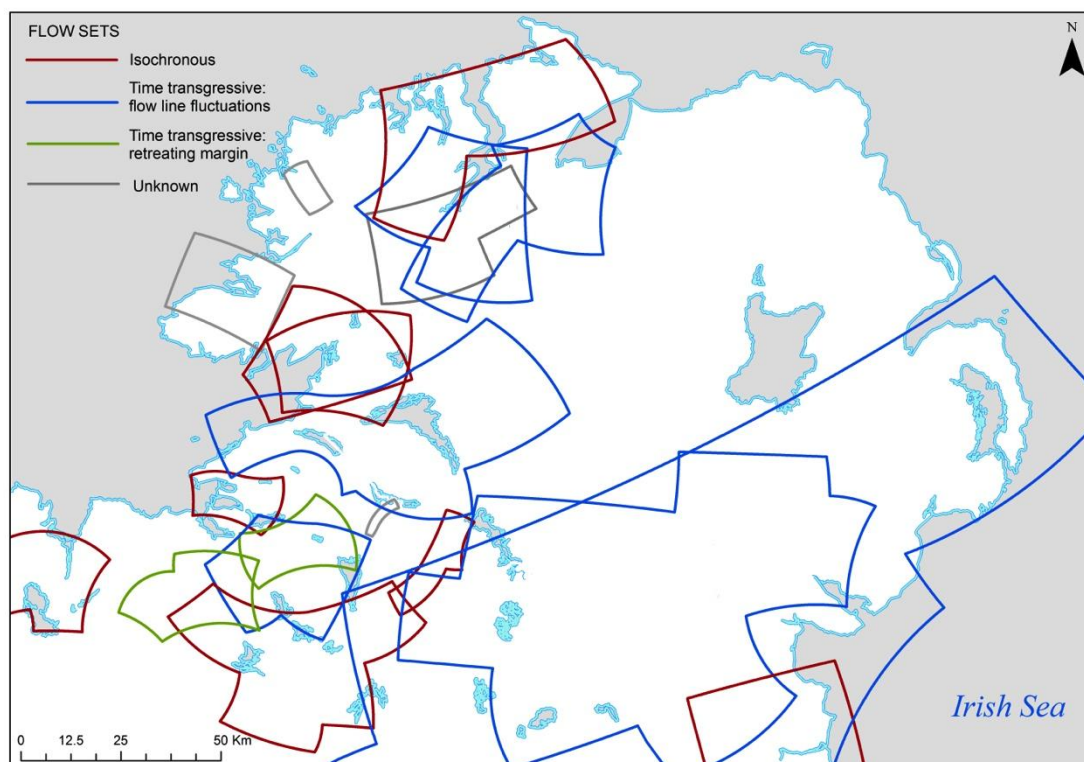 FLOW SETS
Isochronous
Time transgressive:
flow line fluctuations
Time transgressive:
retreating margin
Unknown
N
Irish Sea
0 12.5 25 50 Km